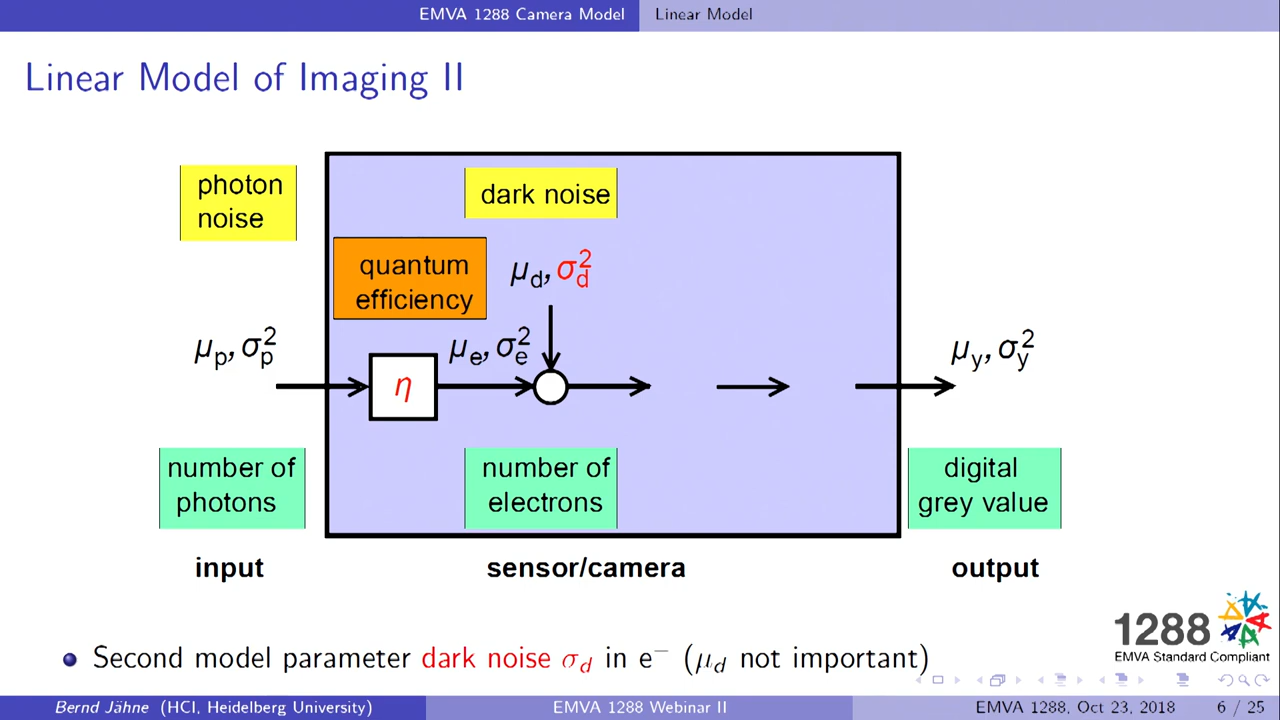 EMVA 1288 Camera Model Linear Model
Linear Model of Imaging II
photon
noise
dark noise
quantum
efficiency
μd, σd²
μp, σp²
μe, σe²
μy, σy²
η
number of
photons
number of
electrons
digital
grey value
input
sensor/camera
output
1288
EMVA Standard Compliant
Second model parameter dark noise σd in e⁻ (μd not important)
Bernd Jähne (HCI, Heidelberg University) EMVA 1288 Webinar II EMVA 1288, Oct 23, 2018 6 / 25